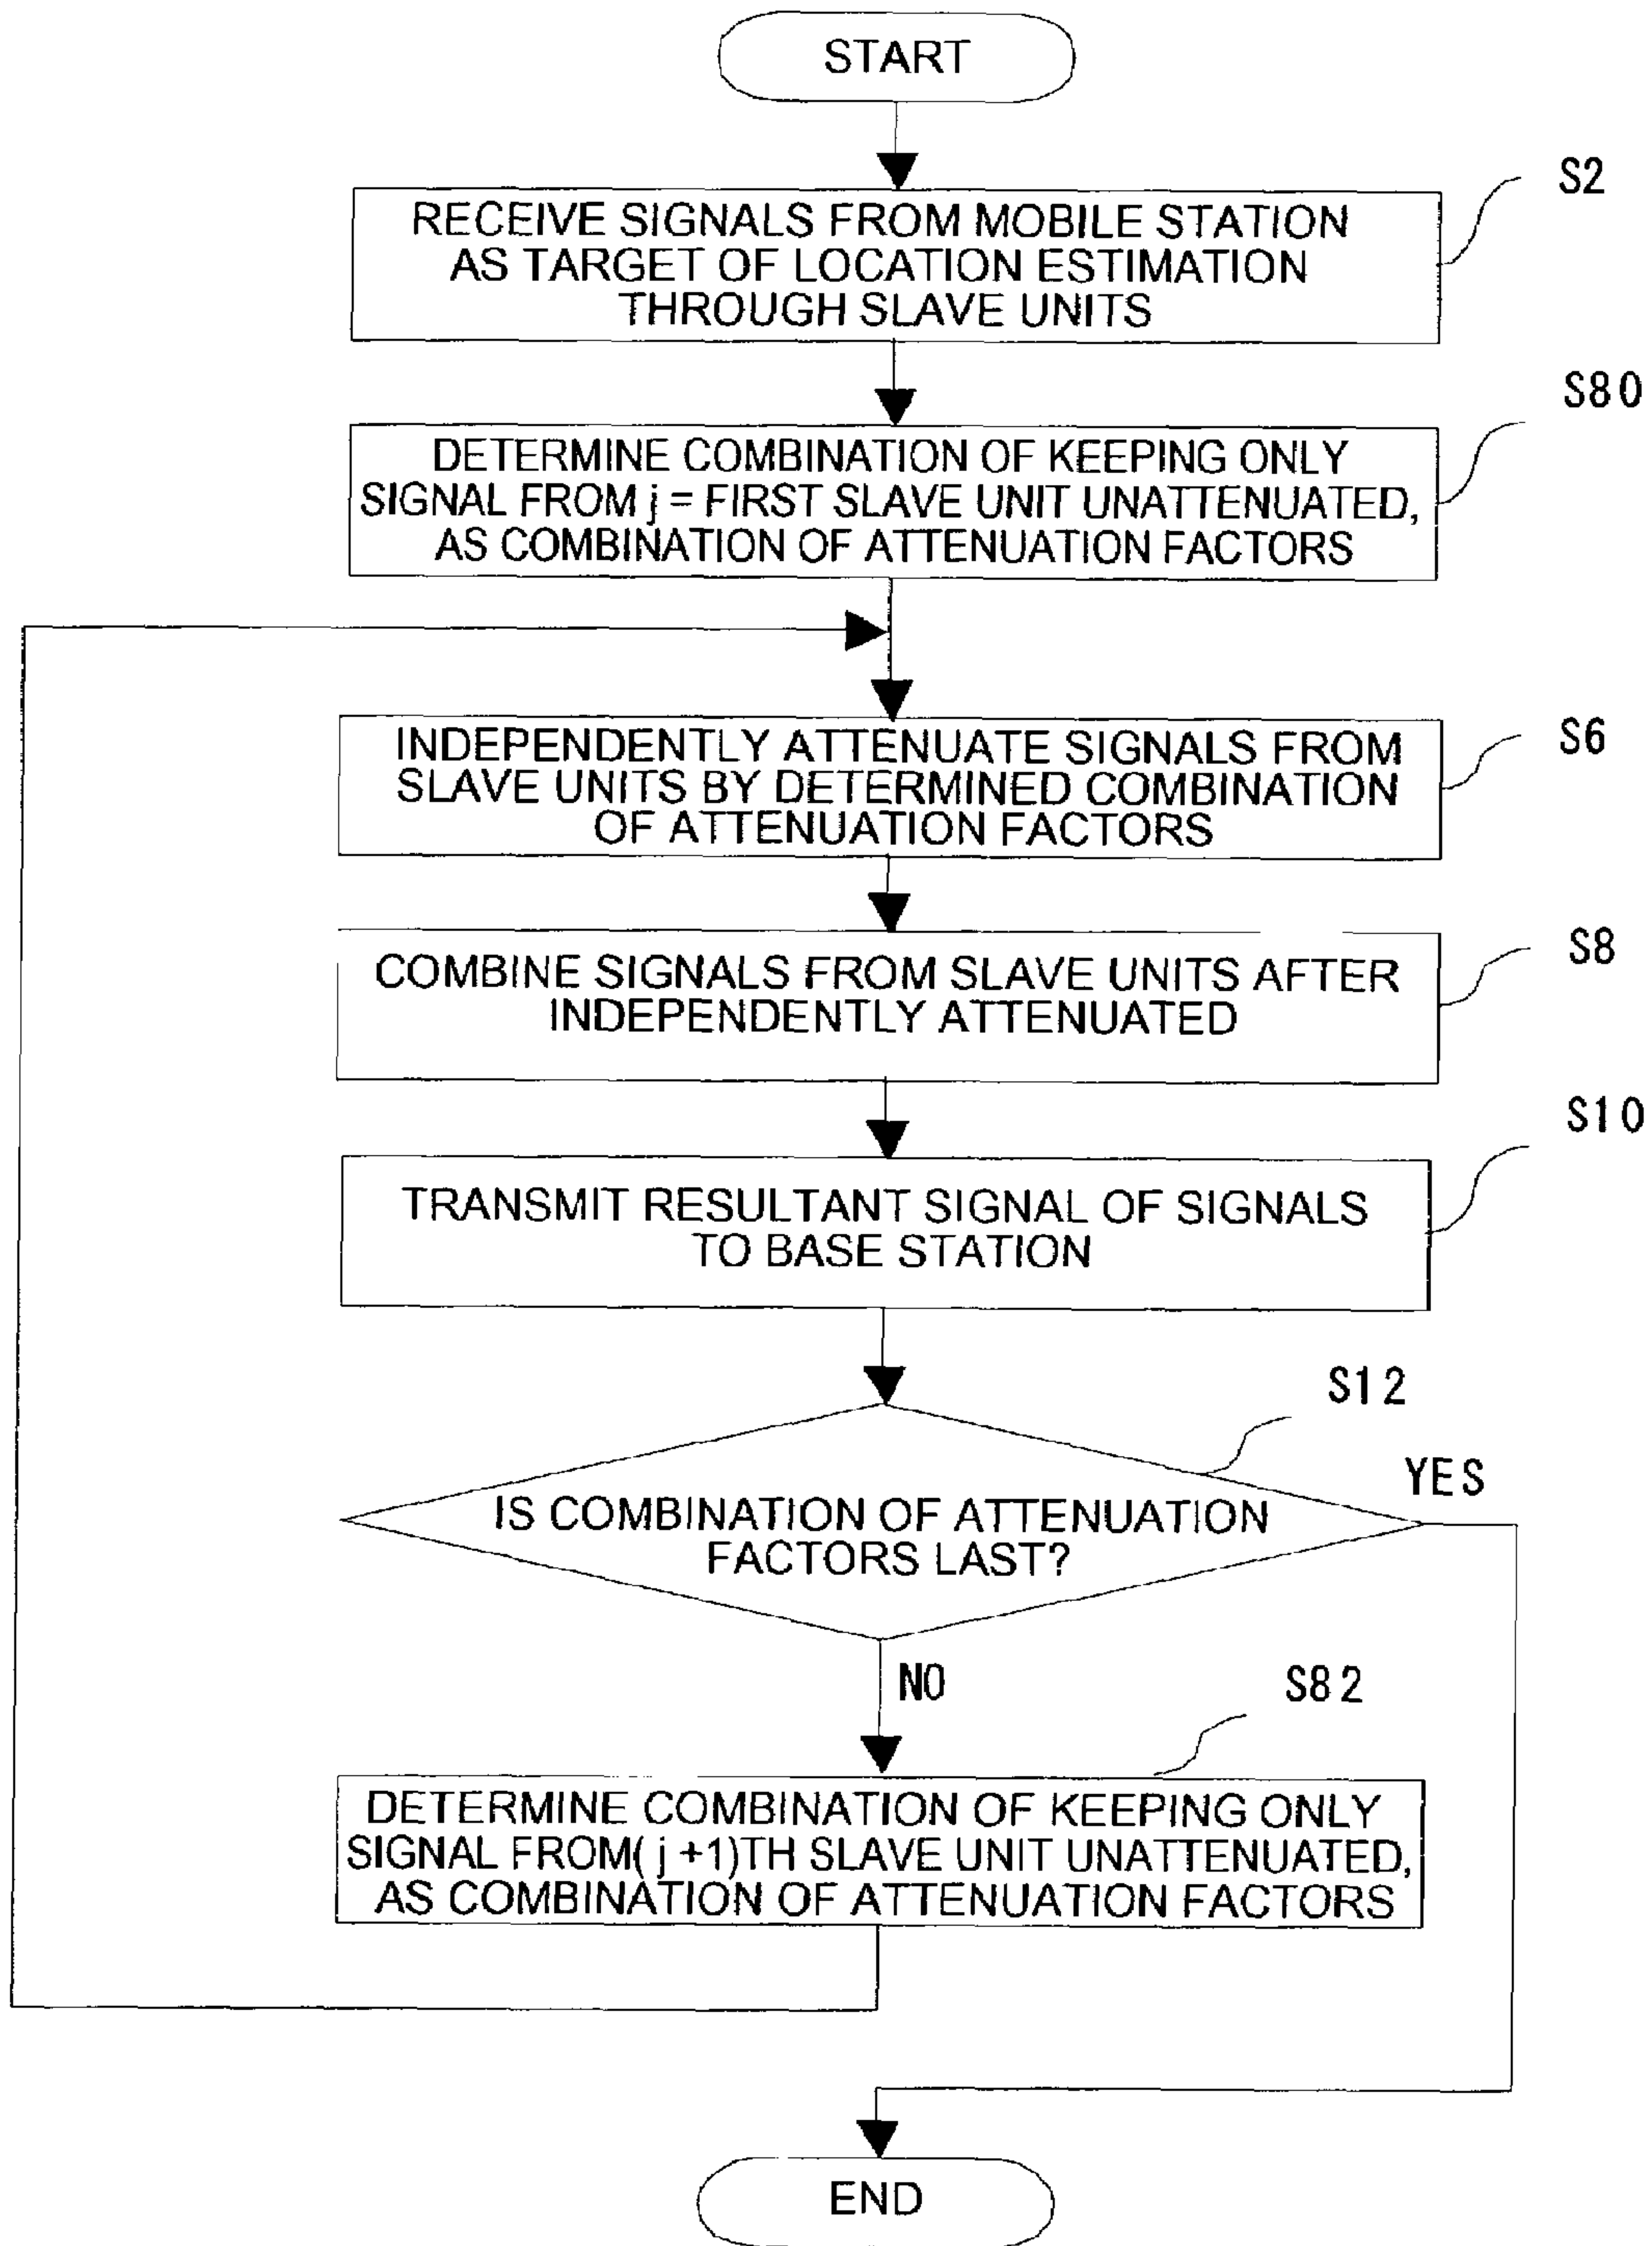 START
S2
RECEIVE SIGNALS FROM MOBILE STATION
AS TARGET OF LOCATION ESTIMATION
THROUGH SLAVE UNITS
S80
DETERMINE COMBINATION OF KEEPING ONLY
SIGNAL FROM j = FIRST SLAVE UNIT UNATTENUATED,
AS COMBINATION OF ATTENUATION FACTORS
S6
INDEPENDENTLY ATTENUATE SIGNALS FROM
SLAVE UNITS BY DETERMINED COMBINATION
OF ATTENUATION FACTORS
S8
COMBINE SIGNALS FROM SLAVE UNITS AFTER
INDEPENDENTLY ATTENUATED
S10
TRANSMIT RESULTANT SIGNAL OF SIGNALS
TO BASE STATION
S12
YES
IS COMBINATION OF ATTENUATION
FACTORS LAST?
NO
S82
DETERMINE COMBINATION OF KEEPING ONLY
SIGNAL FROM( j +1)TH SLAVE UNIT UNATTENUATED,
AS COMBINATION OF ATTENUATION FACTORS
END